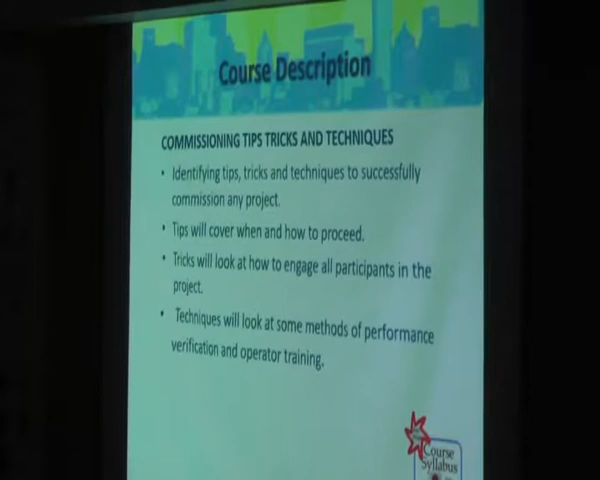 Course Description
COMMISSIONING TIPS TRICKS AND TECHNIQUES
• Identifying tips, tricks and techniques to successfully
commission any project.
• Tips will cover when and how to proceed.
• Tricks will look at how to engage all participants in the
project.
• Techniques will look at some methods of performance
verification and operator training.
Course
Syllabus